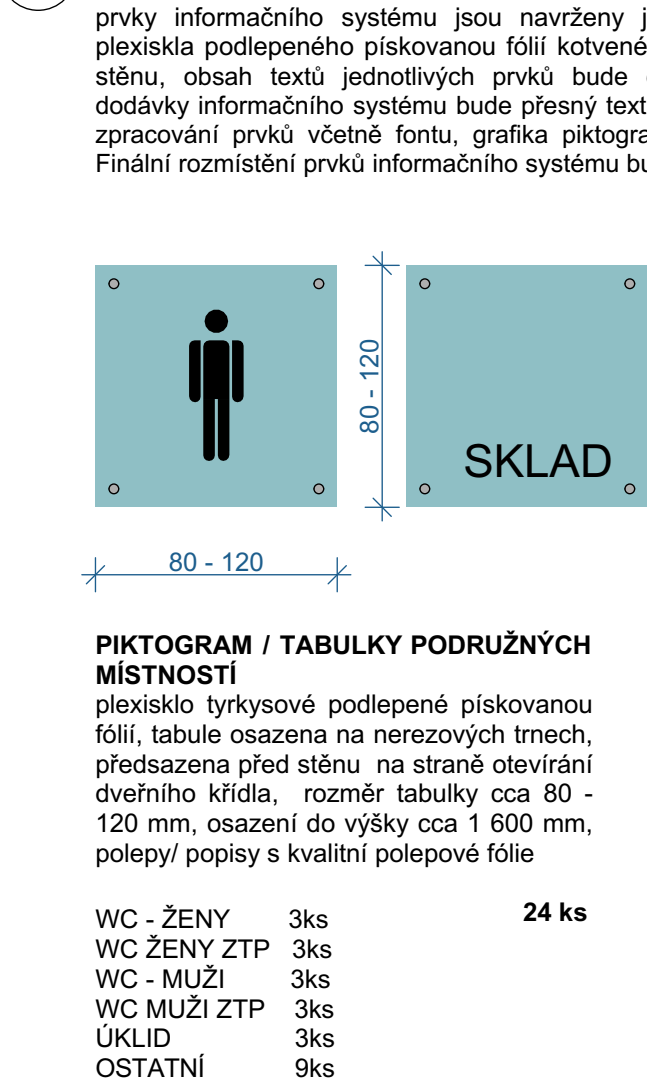 prvky informačního systému jsou navrženy
plexiskla podlepeného pískovanou fólií kotvené
stěnu, obsah textů jednotlivých prvků bude
dodávky informačního systému bude přesný text
zpracování prvků včetně fontu, grafika
Finální rozmístění prvků informačního systému
80 - 120
SKLAD
80 - 120
PIKTOGRAM / TABULKY PODRUŽNÝCH
MÍSTNOSTÍ
plexisklo tyrkysové podlepené pískovanou
fólií, tabule osazena na nerezových trnech,
předsazena před stěnu na straně otevírání
dveřního křídla, rozměr tabulky cca 80 -
120 mm, osazení do výšky cca 1 600 mm,
polepy/ popisy s kvalitní polepové fólie
WC - ŽENY 3ks 24 ks
WC ŽENY ZTP 3ks
WC - MUŽI 3ks
WC MUŽI ZTP 3ks
ÚKLID 3ks
OSTATNÍ 9ks